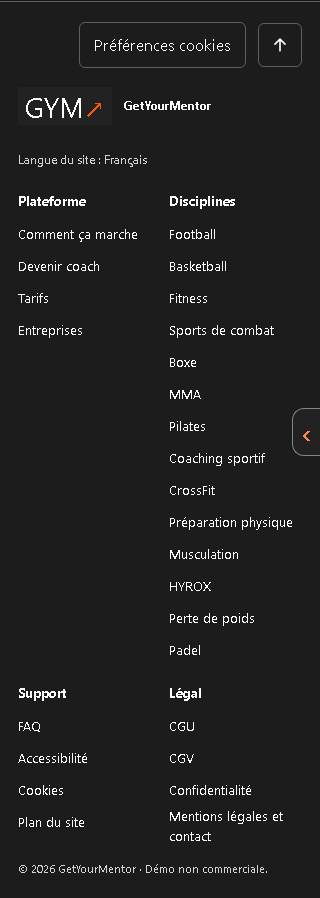 Préférences cookies
GYM
GetYourMentor
Langue du site : Français
Plateforme
Comment ça marche
Devenir coach
Tarifs
Entreprises
Disciplines
Football
Basketball
Fitness
Sports de combat
Boxe
MMA
Pilates
Coaching sportif
CrossFit
Préparation physique
Musculation
HYROX
Perte de poids
Padel
Support
FAQ
Accessibilité
Cookies
Plan du site
Légal
CGU
CGV
Confidentialité
Mentions légales et
contact
© 2026 GetYourMentor · Démo non commerciale.